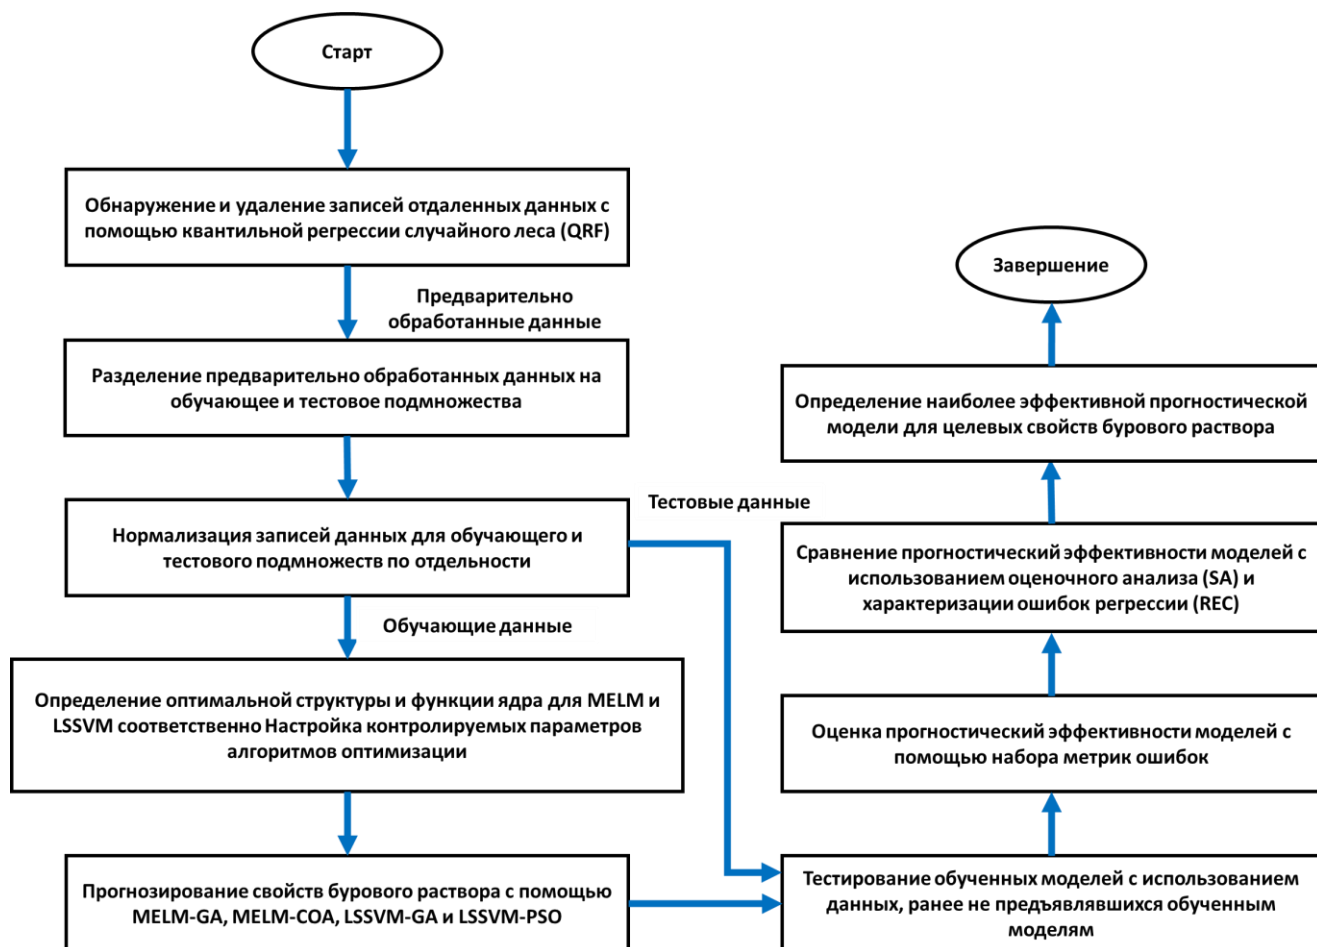 Старт
Обнаружение и удаление записей отдаленных данных с
помощью квантильной регрессии случайного леса (QRF)
Предварительно
обработанные данные
Разделение предварительно обработанных данных на
обучающее и тестовое подмножества
Нормализация записей данных для обучающего и
тестового подмножеств по отдельности
Тестовые данные
Обучающие данные
Определение оптимальной структуры и функции ядра для MELM и
LSSVM соответственно Настройка контролируемых параметров
алгоритмов оптимизации
Прогнозирование свойств бурового раствора с помощью
MELM-GA, MELM-COA, LSSVM-GA и LSSVM-PSO
Тестирование обученных моделей с использованием
данных, ранее не предъявлявшихся обученным
моделям
Оценка прогностический эффективности моделей с
помощью набора метрик ошибок
Сравнение прогностический эффективности моделей с
использованием оценочного анализа (SA) и
характеризации ошибок регрессии (REC)
Определение наиболее эффективной прогностической
модели для целевых свойств бурового раствора
Завершение